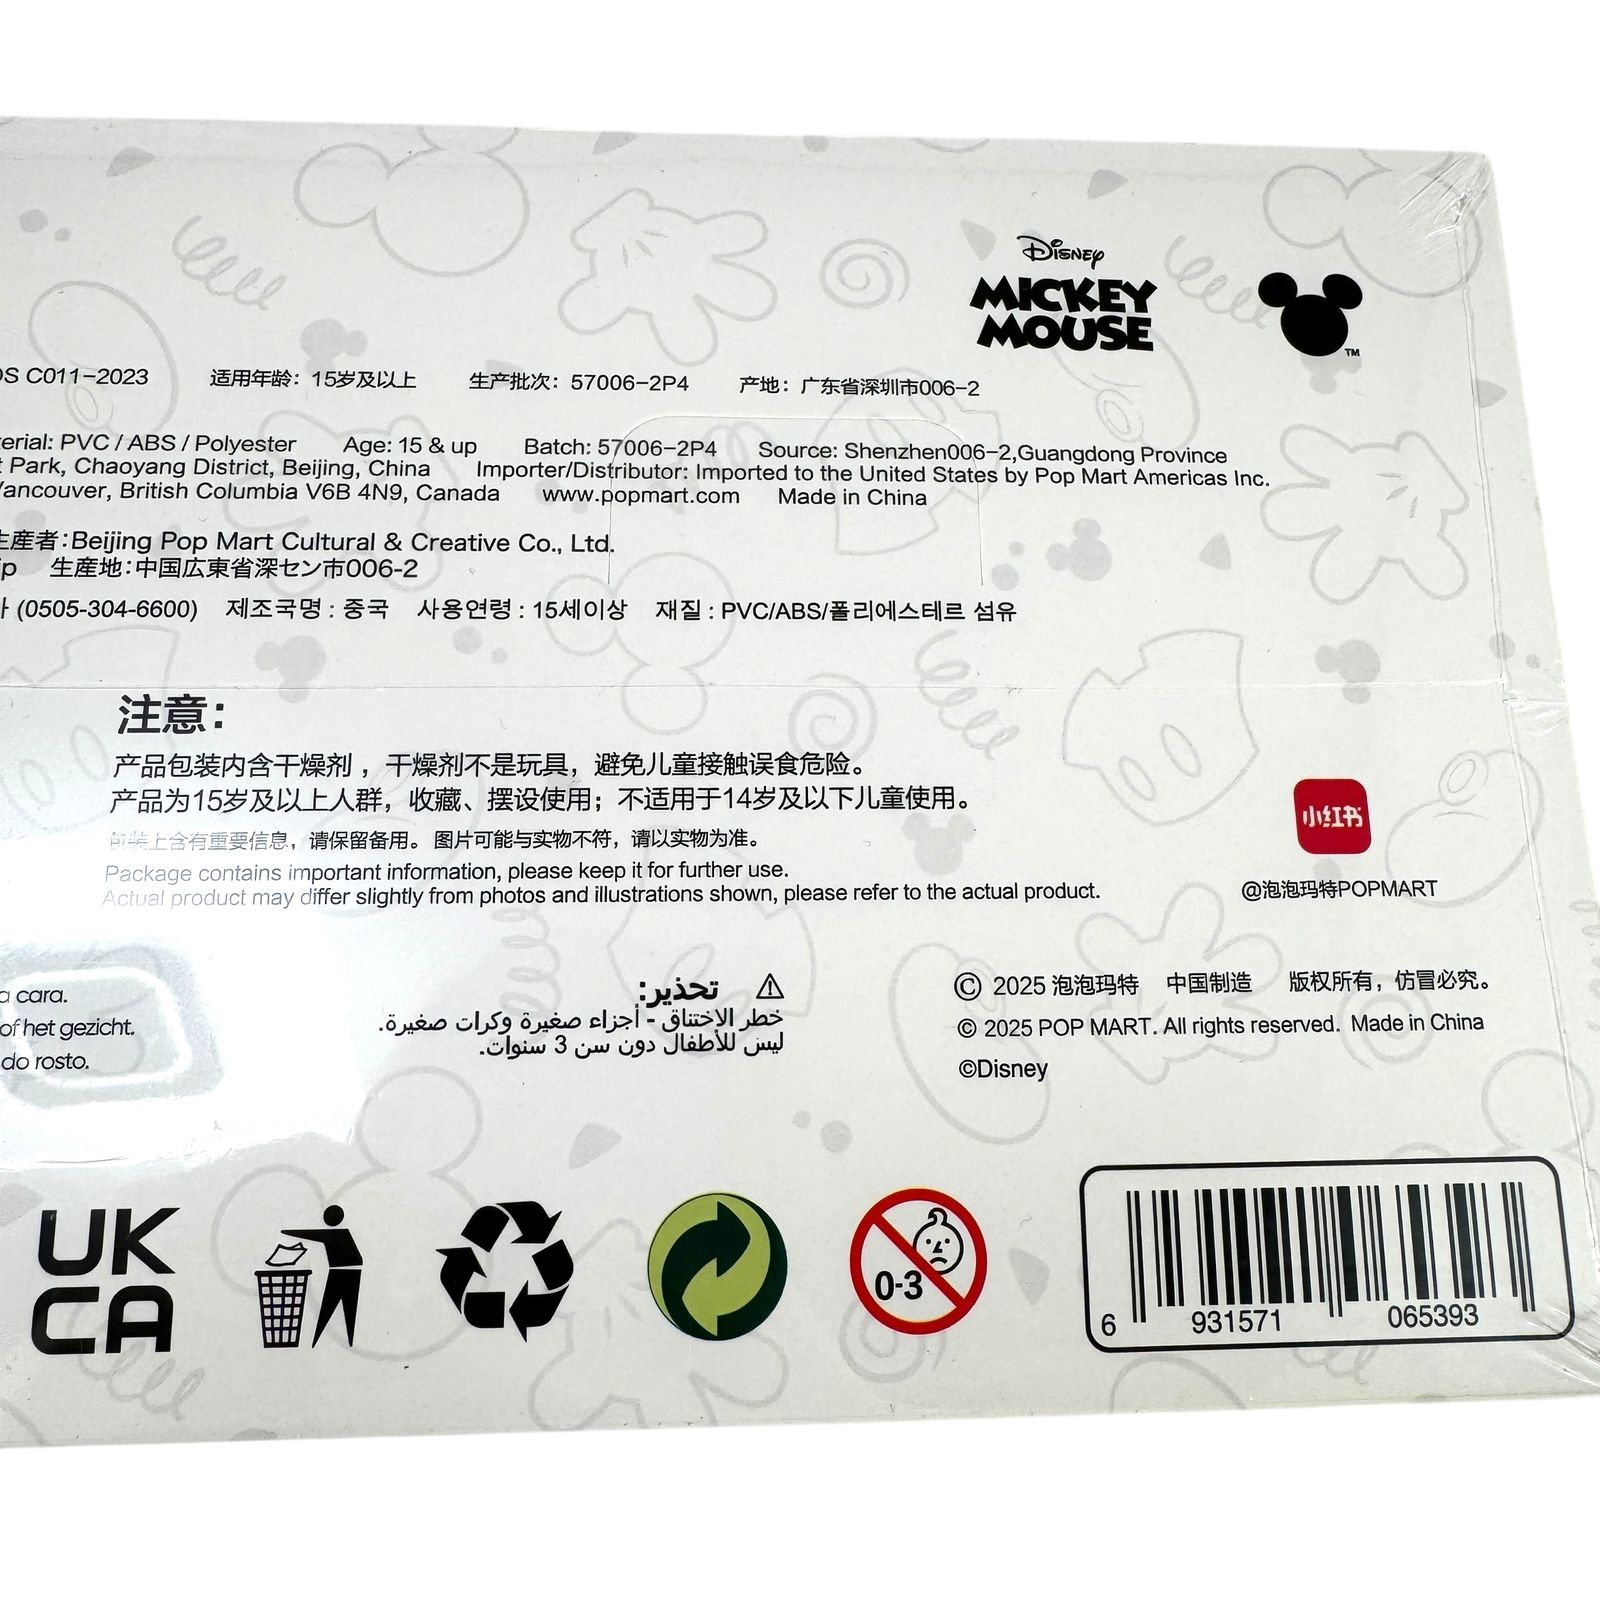 Disney
MICKEY
MOUSE
TM
C011-2023 适用年龄：15岁及以上 生产批次：57006-2P4 产地：广东省深圳市006-2
PVC / ABS / Polyester Age: 15 & up Batch: 57006-2P4 Source: Shenzhen006-2,Guangdong Province
Park, Chaoyang District, Beijing, China Importer/Distributor: Imported to the United States by Pop Mart Americas Inc.
Vancouver, British Columbia V6B 4N9, Canada www.popmart.com Made in China
生産者:Beijing Pop Mart Cultural & Creative Co., Ltd.
生産地:中国広東省深セン市006-2
(0505-304-6600) 제조국명 : 중국 사용연령 : 15세이상 재질 : PVC/ABS/폴리에스테르 섬유
注意：
产品包装内含干燥剂，干燥剂不是玩具，避免儿童接触误食危险。
产品为15岁及以上人群，收藏、摆设使用；不适用于14岁及以下儿童使用。
包装上含有重要信息，请保留备用。图片可能与实物不符，请以实物为准。
Package contains important information, please keep it for further use.
Actual product may differ slightly from photos and illustrations shown, please refer to the actual product.
小红书
@泡泡玛特POPMART
a cara.
of het gezicht.
do rosto.
⚠ تحذير:
خطر الاختناق - أجزاء صغيرة وكرات صغيرة.
ليس للأطفال دون سن 3 سنوات.
© 2025 泡泡玛特 中国制造 版权所有，仿冒必究。
© 2025 POP MART. All rights reserved. Made in China
©Disney
UK
CA
0-3
6 931571 065393